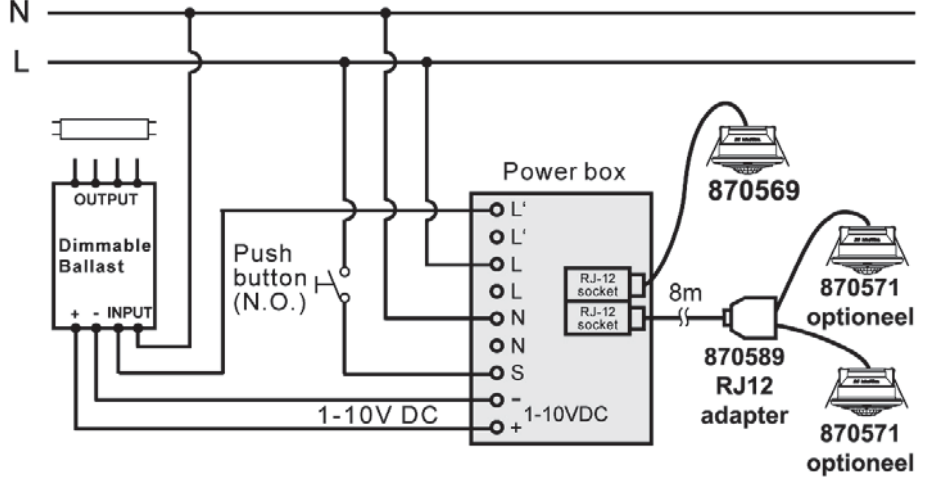 N
L
OUTPUT
Dimmable
Ballast
+ - INPUT
Push
button
(N.O.)
1-10V DC
Power box
L'
L'
L
L
N
N
S
-
+
1-10VDC
RJ-12
socket
RJ-12
socket
8m
870569
870571
optioneel
870589
RJ12
adapter
870571
optioneel